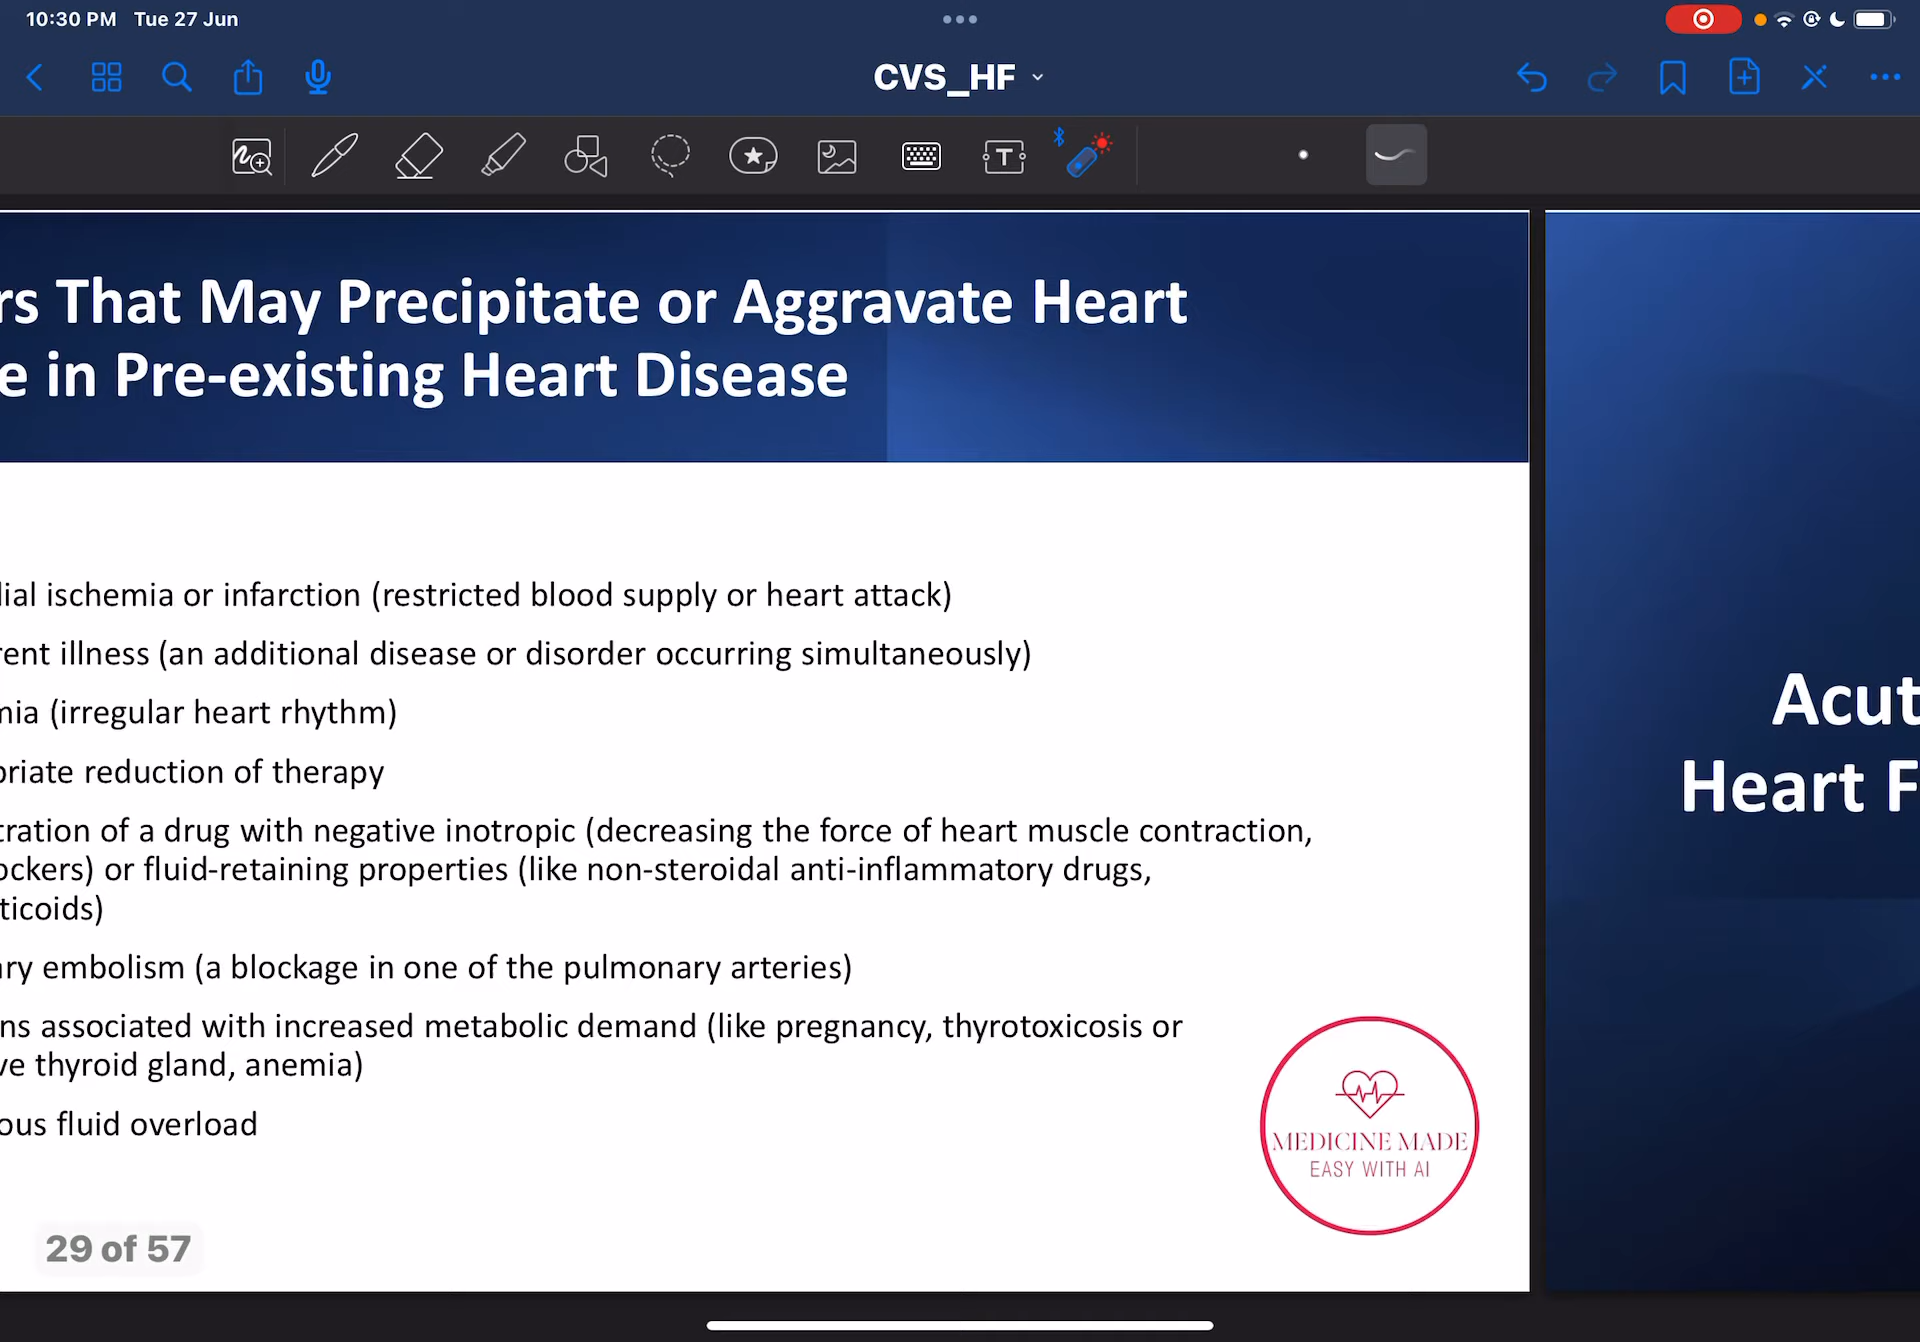 10:30 PM Tue 27 Jun
CVS_HF
rs That May Precipitate or Aggravate Heart
e in Pre-existing Heart Disease
lial ischemia or infarction (restricted blood supply or heart attack)
rent illness (an additional disease or disorder occurring simultaneously)
mia (irregular heart rhythm)
priate reduction of therapy
tration of a drug with negative inotropic (decreasing the force of heart muscle contraction,
ockers) or fluid-retaining properties (like non-steroidal anti-inflammatory drugs,
ticoids)
ary embolism (a blockage in one of the pulmonary arteries)
ns associated with increased metabolic demand (like pregnancy, thyrotoxicosis or
ve thyroid gland, anemia)
ous fluid overload
MEDICINE MADE
EASY WITH AI
29 of 57
Acut
Heart F